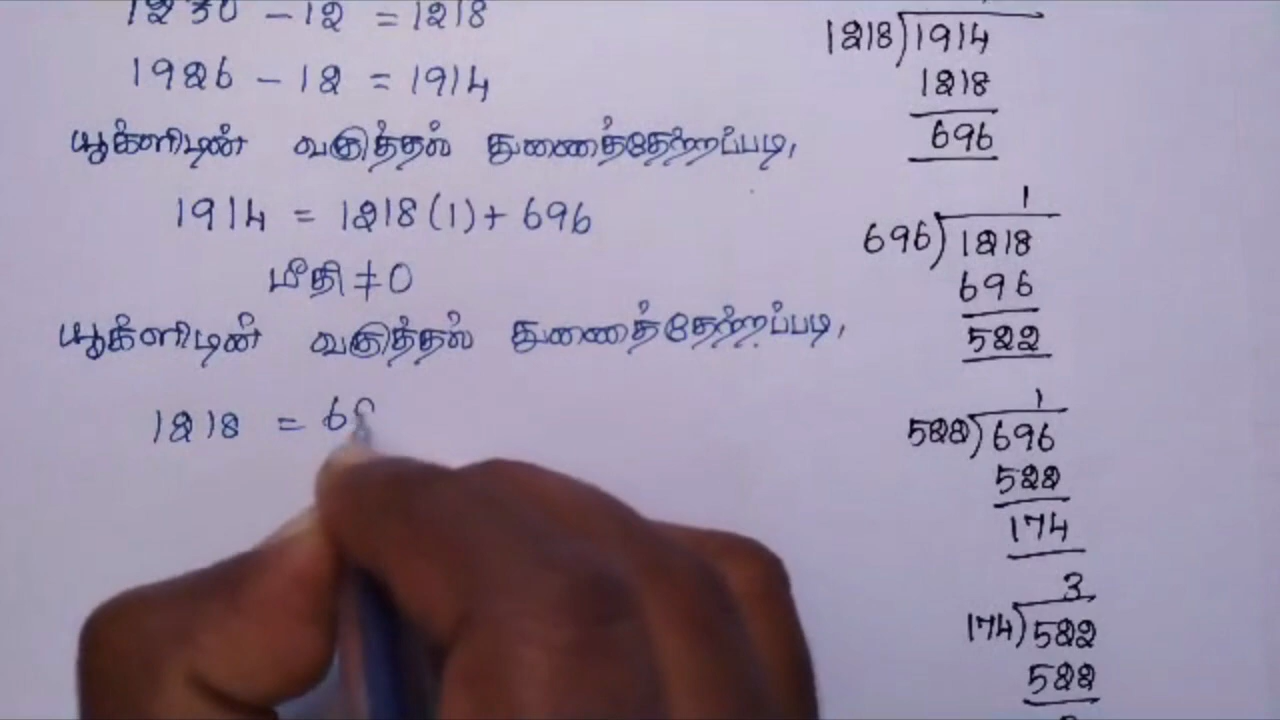 1230 – 12 = 1218
1926 – 12 = 1914
யூக்ளிடின் வகுத்தல் துணைத்தேற்றப்படி,
1914 = 1218 (1) + 696
மீதி ≠ 0
யூக்ளிடின் வகுத்தல் துணைத்தேற்றப்படி,
1218 = 69
1218) 1914
1218
696
1
696) 1218
696
522
1
522) 696
522
174
3
174) 522
522